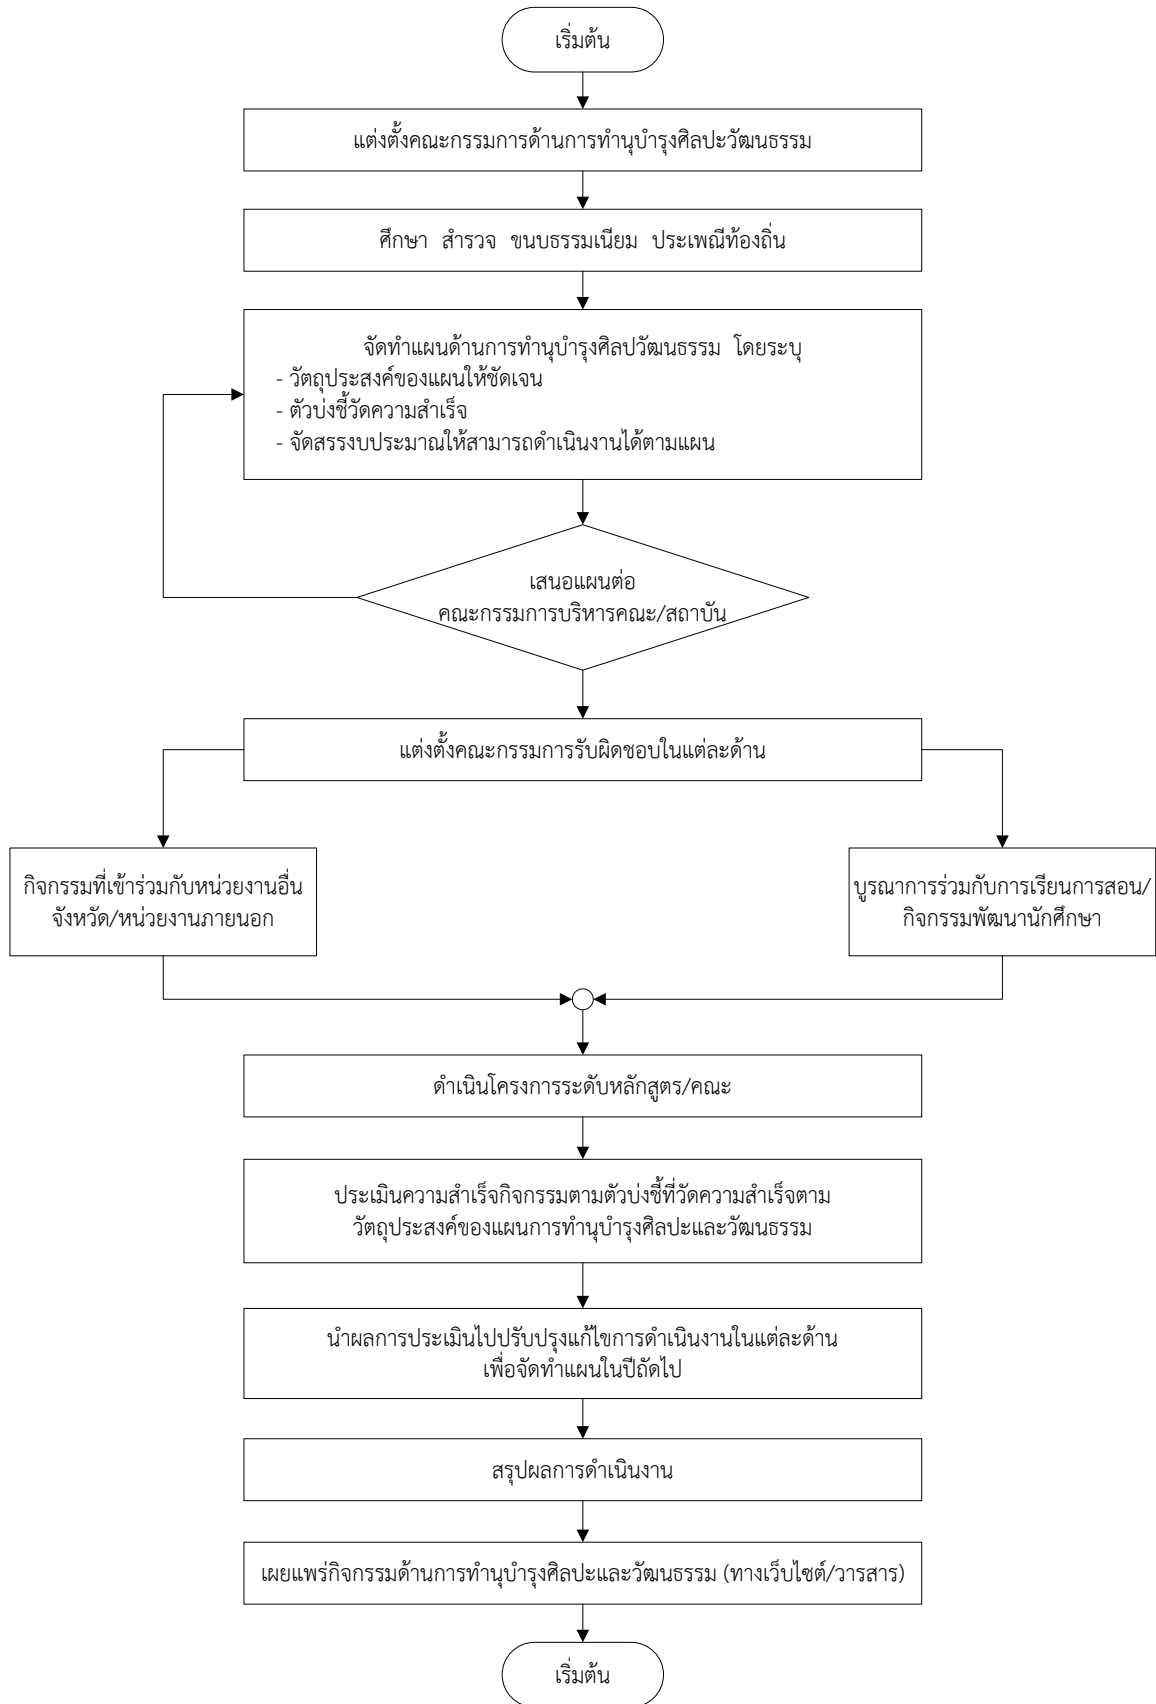 เริ่มต้น
แต่งตั้งคณะกรรมการด้านการทำนุบำรุงศิลปะวัฒนธรรม
ศึกษา สำรวจ ขนบธรรมเนียม ประเพณีท้องถิ่น
จัดทำแผนด้านการทำนุบำรุงศิลปวัฒนธรรม โดยระบุ
- วัตถุประสงค์ของแผนให้ชัดเจน
- ตัวบ่งชี้วัดความสำเร็จ
- จัดสรรงบประมาณให้สามารถดำเนินงานได้ตามแผน
เสนอแผนต่อ
คณะกรรมการบริหารคณะ/สถาบัน
แต่งตั้งคณะกรรมการรับผิดชอบในแต่ละด้าน
กิจกรรมที่เข้าร่วมกับหน่วยงานอื่น
จังหวัด/หน่วยงานภายนอก
บูรณาการร่วมกับการเรียนการสอน/
กิจกรรมพัฒนานักศึกษา
ดำเนินโครงการระดับหลักสูตร/คณะ
ประเมินความสำเร็จกิจกรรมตามตัวบ่งชี้ที่วัดความสำเร็จตาม
วัตถุประสงค์ของแผนการทำนุบำรุงศิลปะและวัฒนธรรม
นำผลการประเมินไปปรับปรุงแก้ไขการดำเนินงานในแต่ละด้าน
เพื่อจัดทำแผนในปีถัดไป
สรุปผลการดำเนินงาน
เผยแพร่กิจกรรมด้านการทำนุบำรุงศิลปะและวัฒนธรรม (ทางเว็บไซต์/วารสาร)
เริ่มต้น